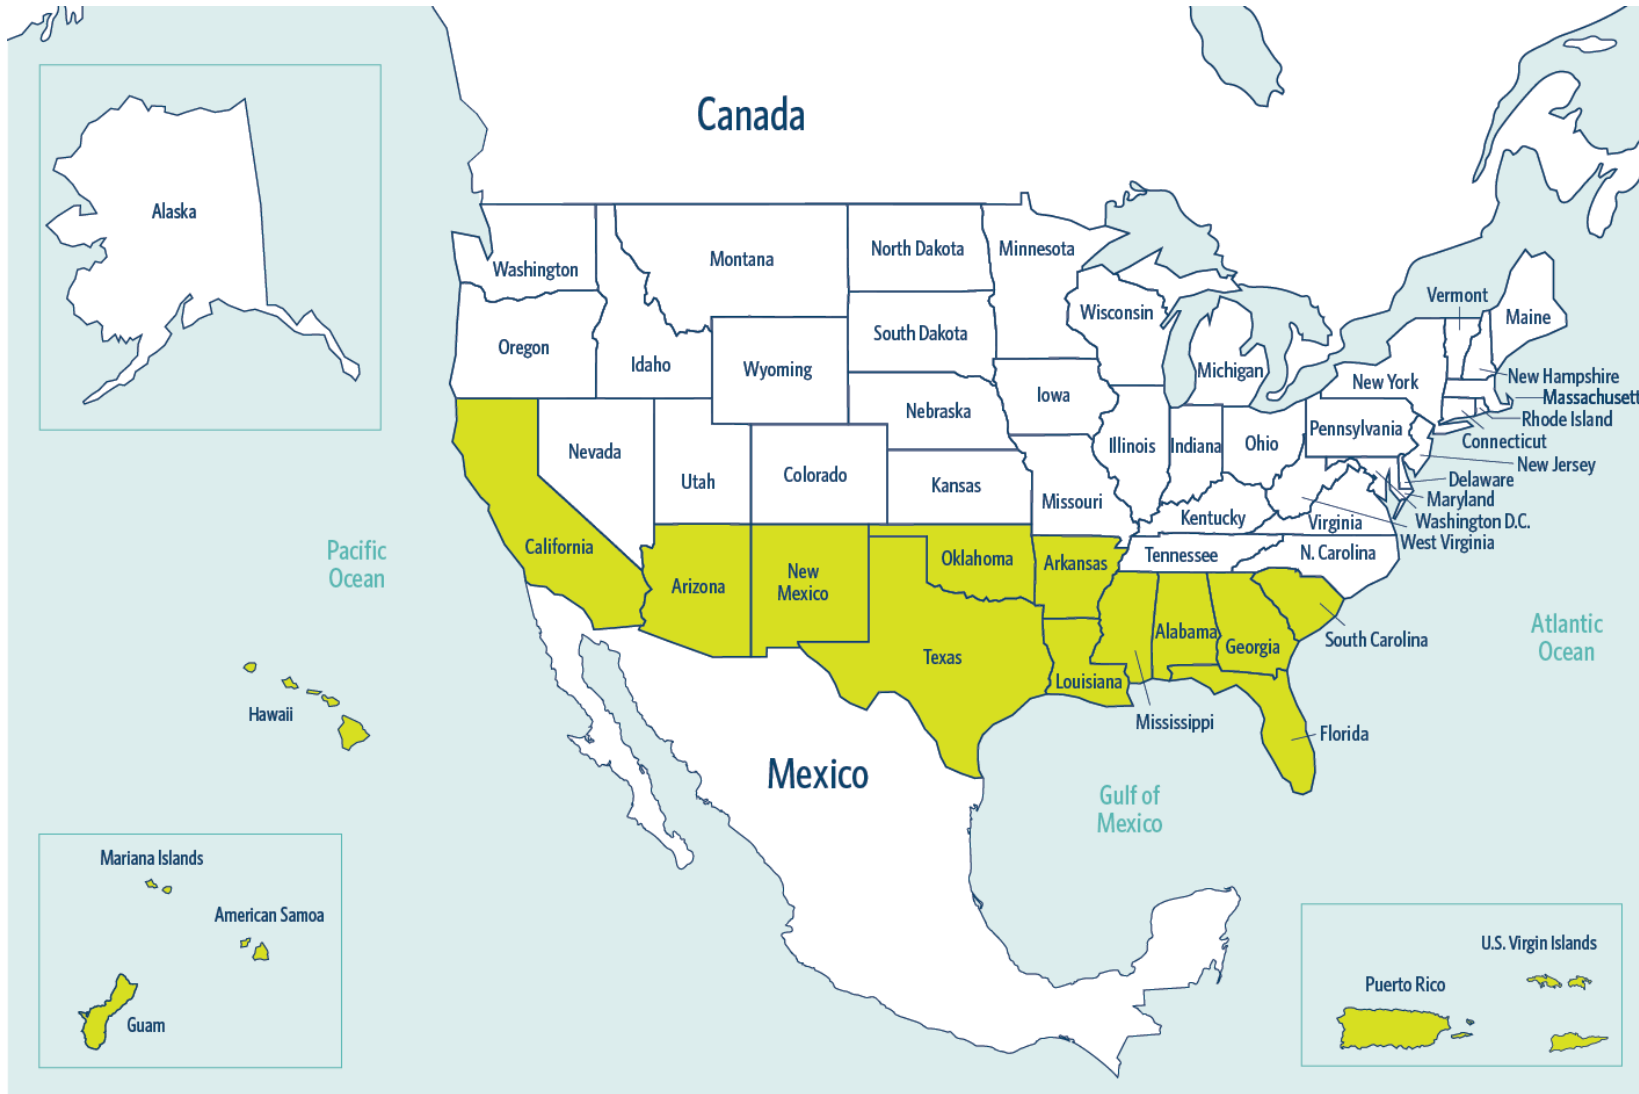 Canada
Alaska
Washington
Montana
North Dakota
Minnesota
Oregon
Idaho
Wyoming
South Dakota
Wisconsin
Michigan
Vermont
Maine
New York
New Hampshire
Massachusett
Rhode Island
Connecticut
New Jersey
Delaware
Maryland
Washington D.C.
West Virginia
Nebraska
Iowa
Illinois
Indiana
Ohio
Pennsylvania
Nevada
Utah
Colorado
Kansas
Missouri
Kentucky
Virginia
Tennessee
N. Carolina
California
Arizona
New
Mexico
Oklahoma
Arkansas
Texas
Louisiana
Mississippi
Alabama
Georgia
South Carolina
Florida
Pacific
Ocean
Atlantic
Ocean
Hawaii
Mexico
Gulf of
Mexico
Mariana Islands
American Samoa
Guam
U.S. Virgin Islands
Puerto Rico